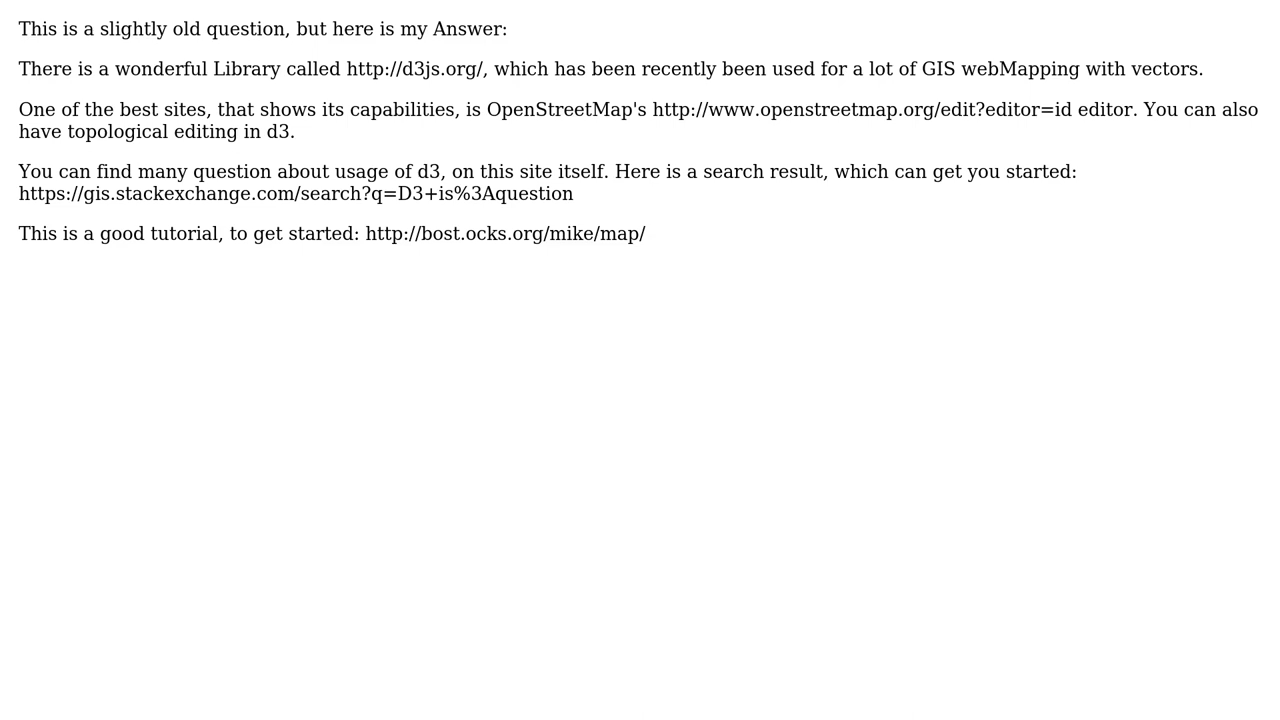 This is a slightly old question, but here is my Answer:
There is a wonderful Library called http://d3js.org/, which has been recently been used for a lot of GIS webMapping with vectors.
One of the best sites, that shows its capabilities, is OpenStreetMap's http://www.openstreetmap.org/edit?editor=id editor. You can also
have topological editing in d3.
You can find many question about usage of d3, on this site itself. Here is a search result, which can get you started:
https://gis.stackexchange.com/search?q=D3+is%3Aquestion
This is a good tutorial, to get started: http://bost.ocks.org/mike/map/